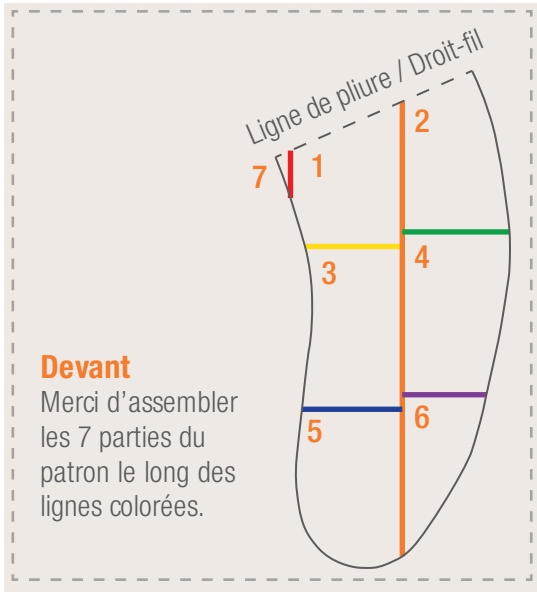 Ligne de pliure / Droit-fil
2
7
1
3
4
Devant
Merci d'assembler
les 7 parties du
patron le long des
lignes colorées.
5
6